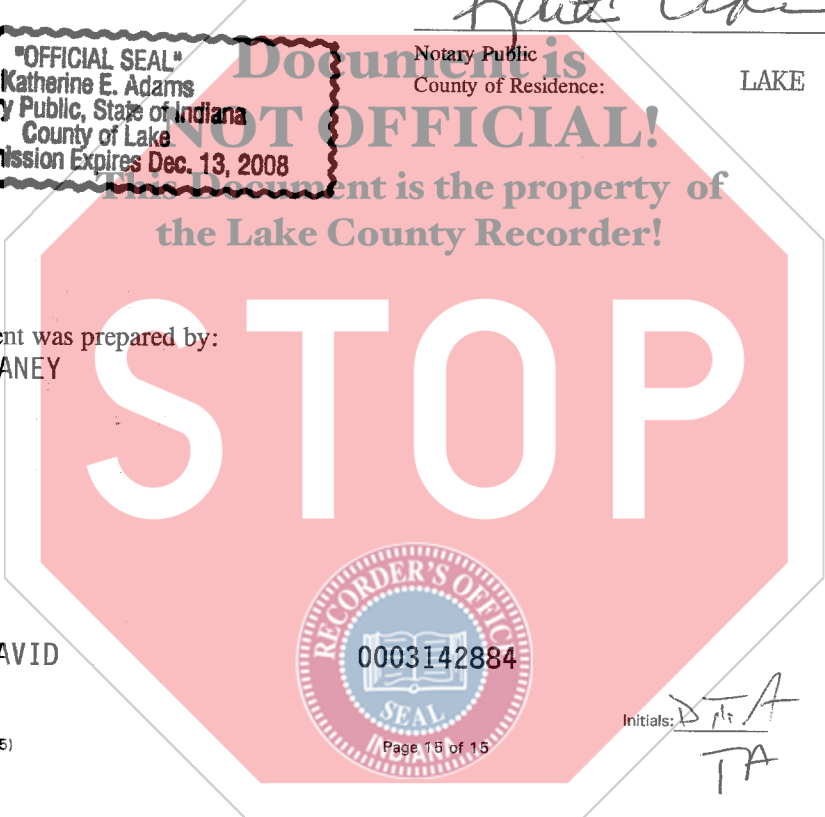 "OFFICIAL SEAL"
Katherine E. Adams
y Public, State of Indiana
County of Lake
ission Expires Dec. 13, 2008
Notary Public
County of Residence: LAKE
Document is
NOT OFFICIAL!
This Document is the property of
the Lake County Recorder!
ent was prepared by:
ANEY
STOP
AVID
RECORDER'S OFFICE
0003142884
SEAL
INDIANA
Initials: D A
TA
5)
Page 15 of 15